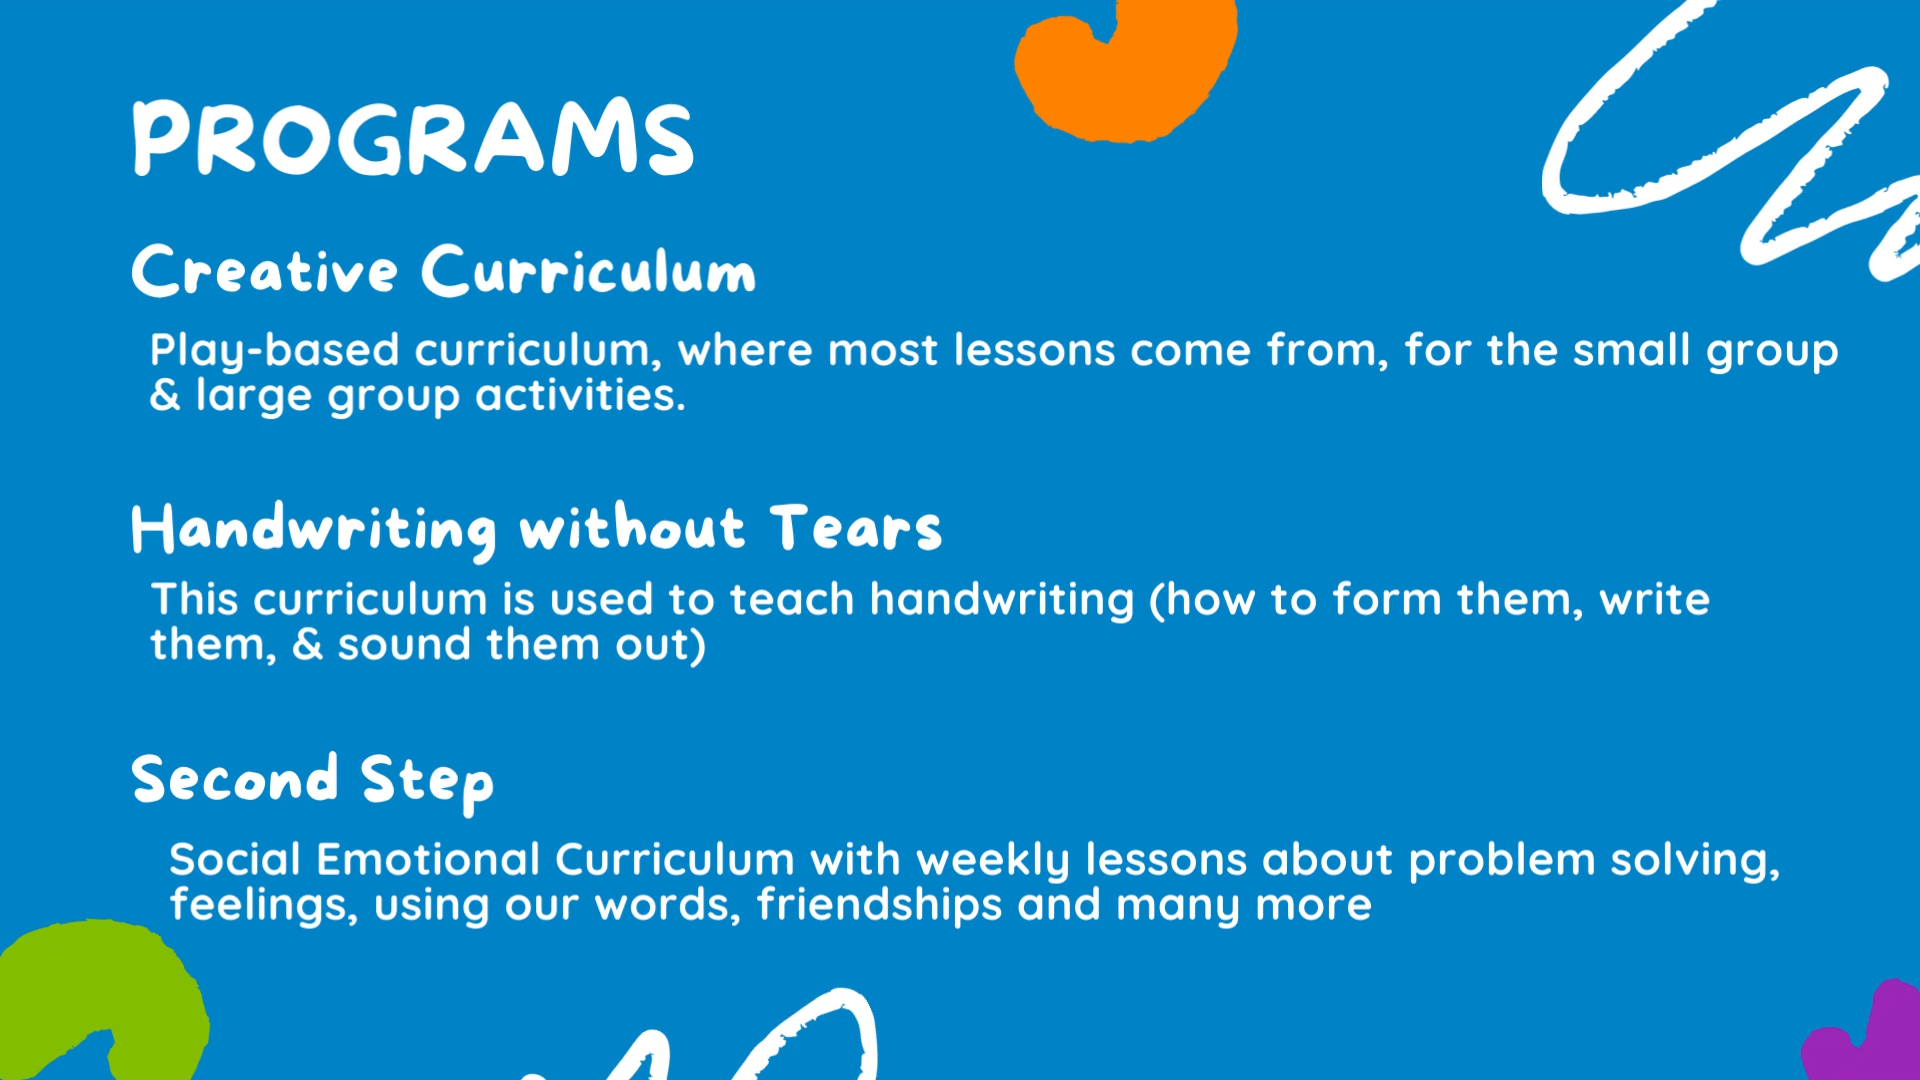 PROGRAMS
Creative Curriculum
Play-based curriculum, where most lessons come from, for the small group
& large group activities.
Handwriting without Tears
This curriculum is used to teach handwriting (how to form them, write
them, & sound them out)
Second Step
Social Emotional Curriculum with weekly lessons about problem solving,
feelings, using our words, friendships and many more